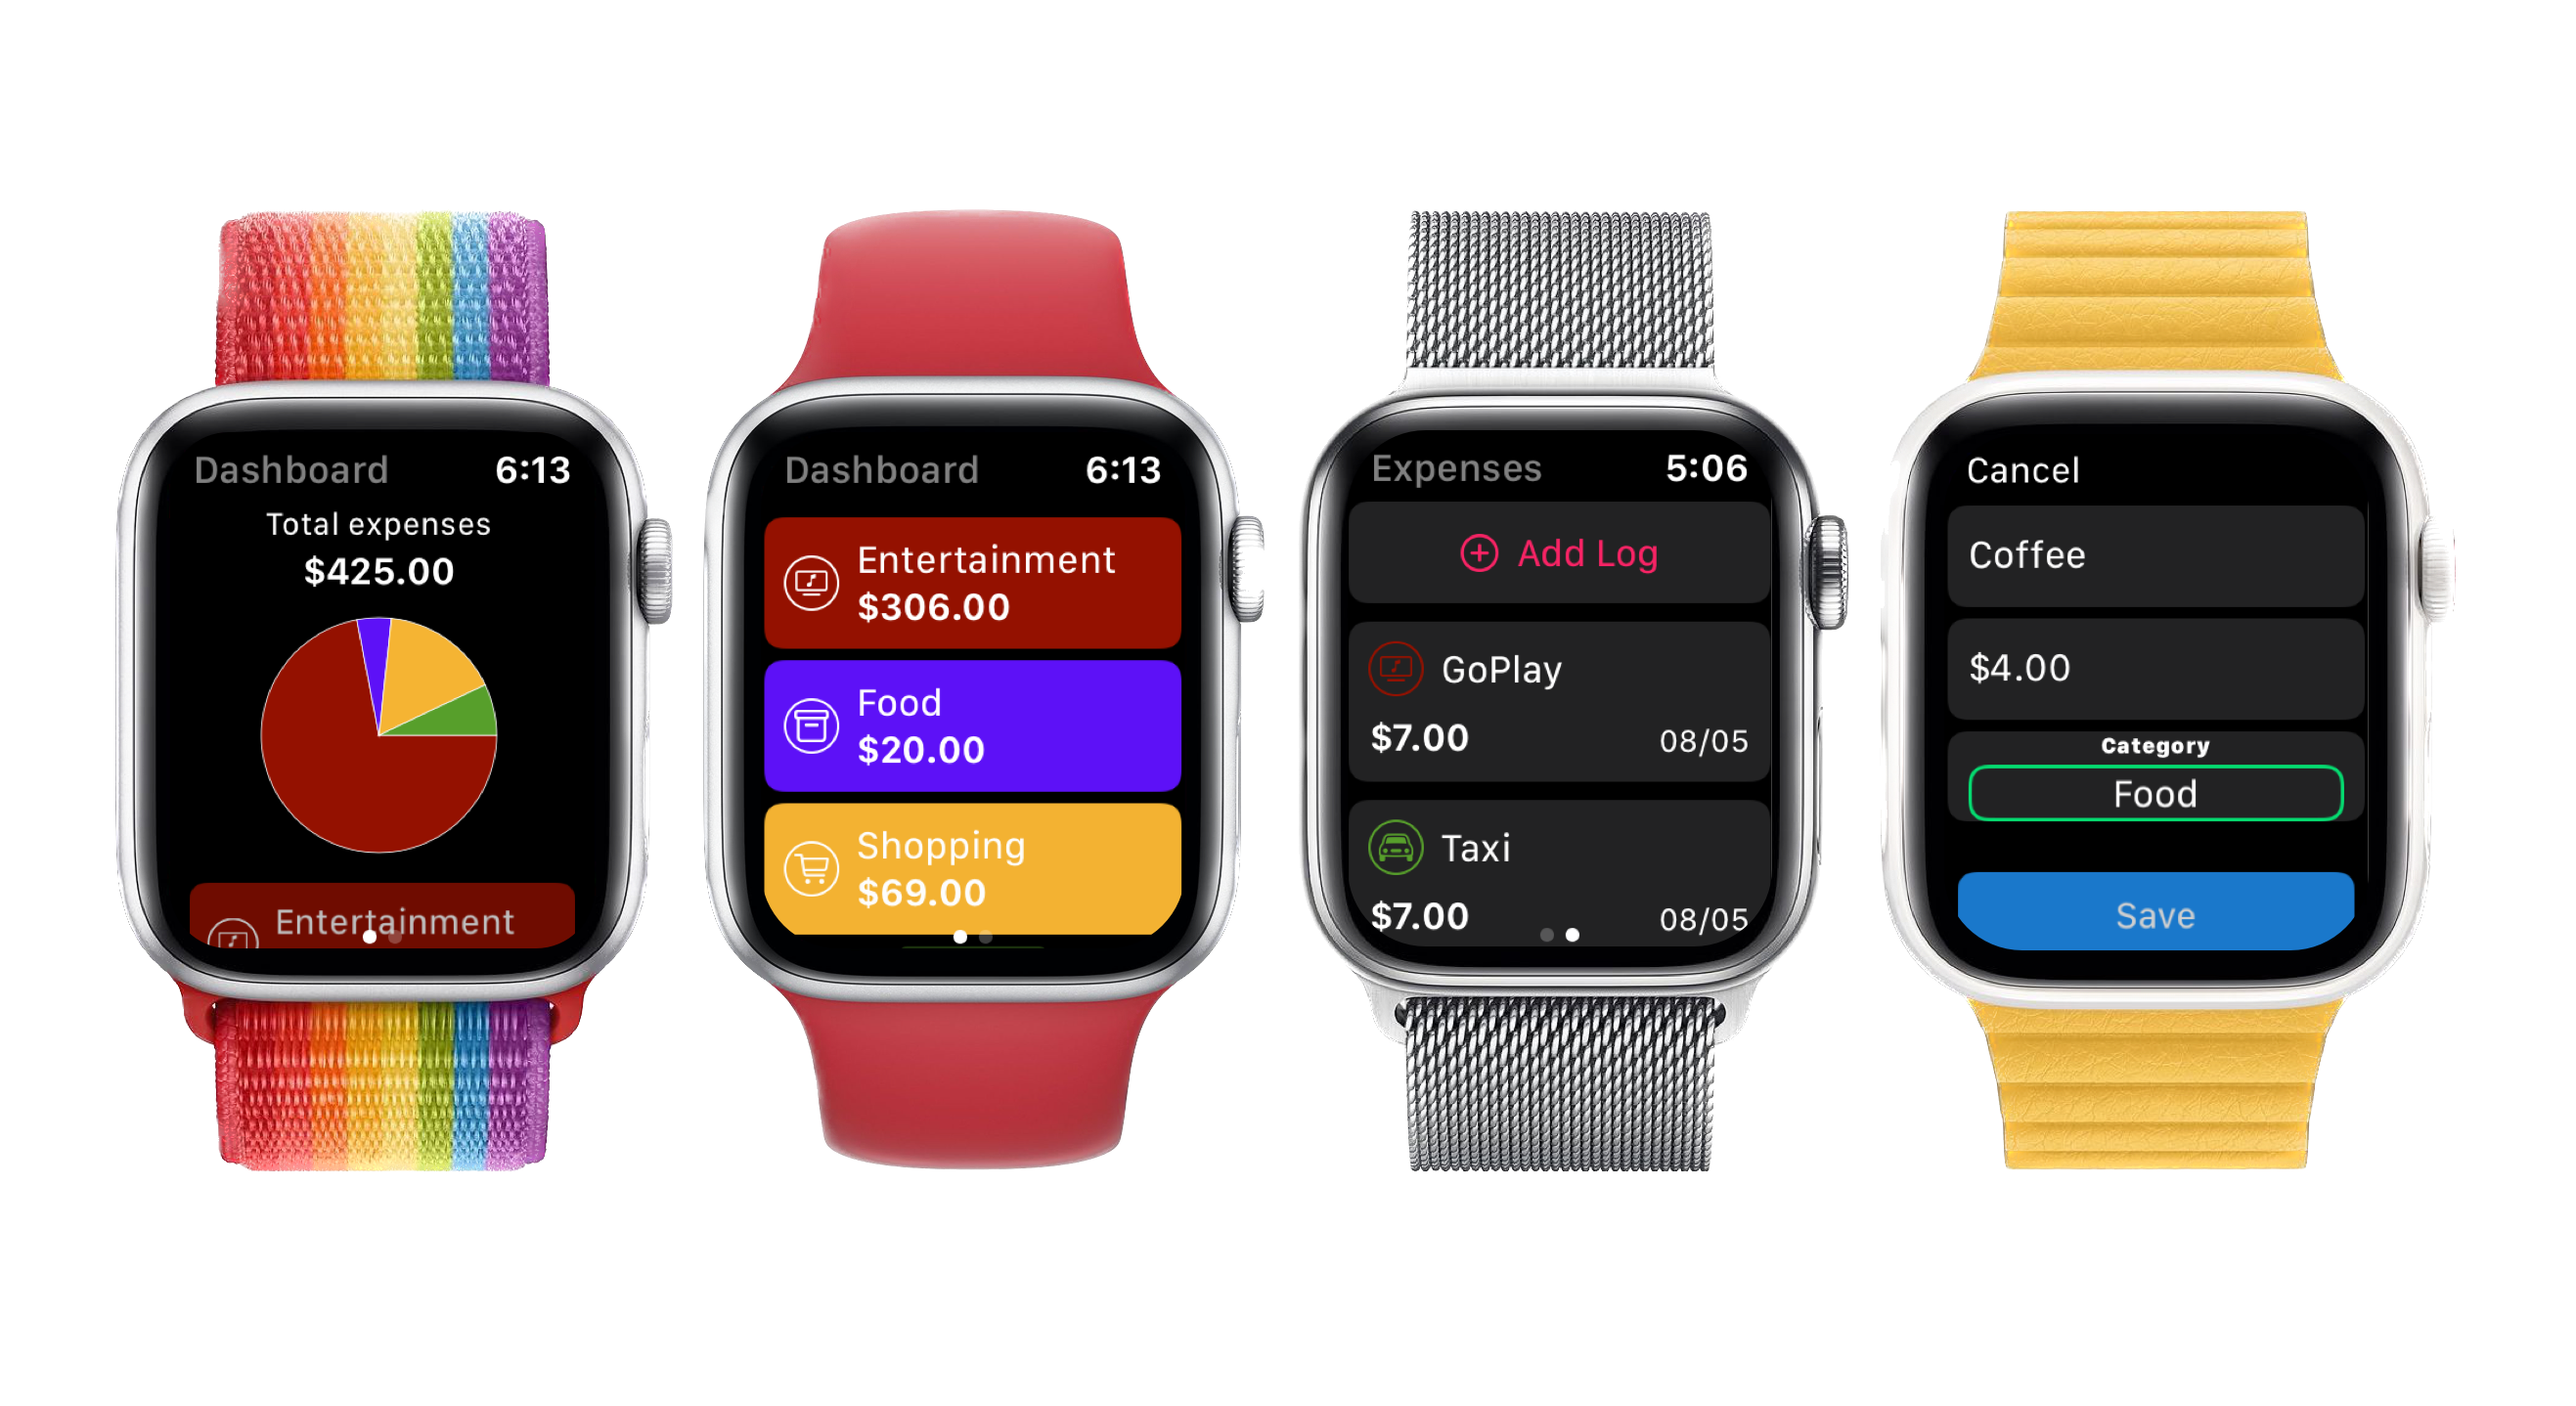 Dashboard 6:13
Total expenses
$425.00
Entertainment
Dashboard 6:13
Entertainment
$306.00
Food
$20.00
Shopping
$69.00
Expenses 5:06
Add Log
GoPlay
$7.00 08/05
Taxi
$7.00 08/05
Cancel
Coffee
$4.00
Category
Food
Save